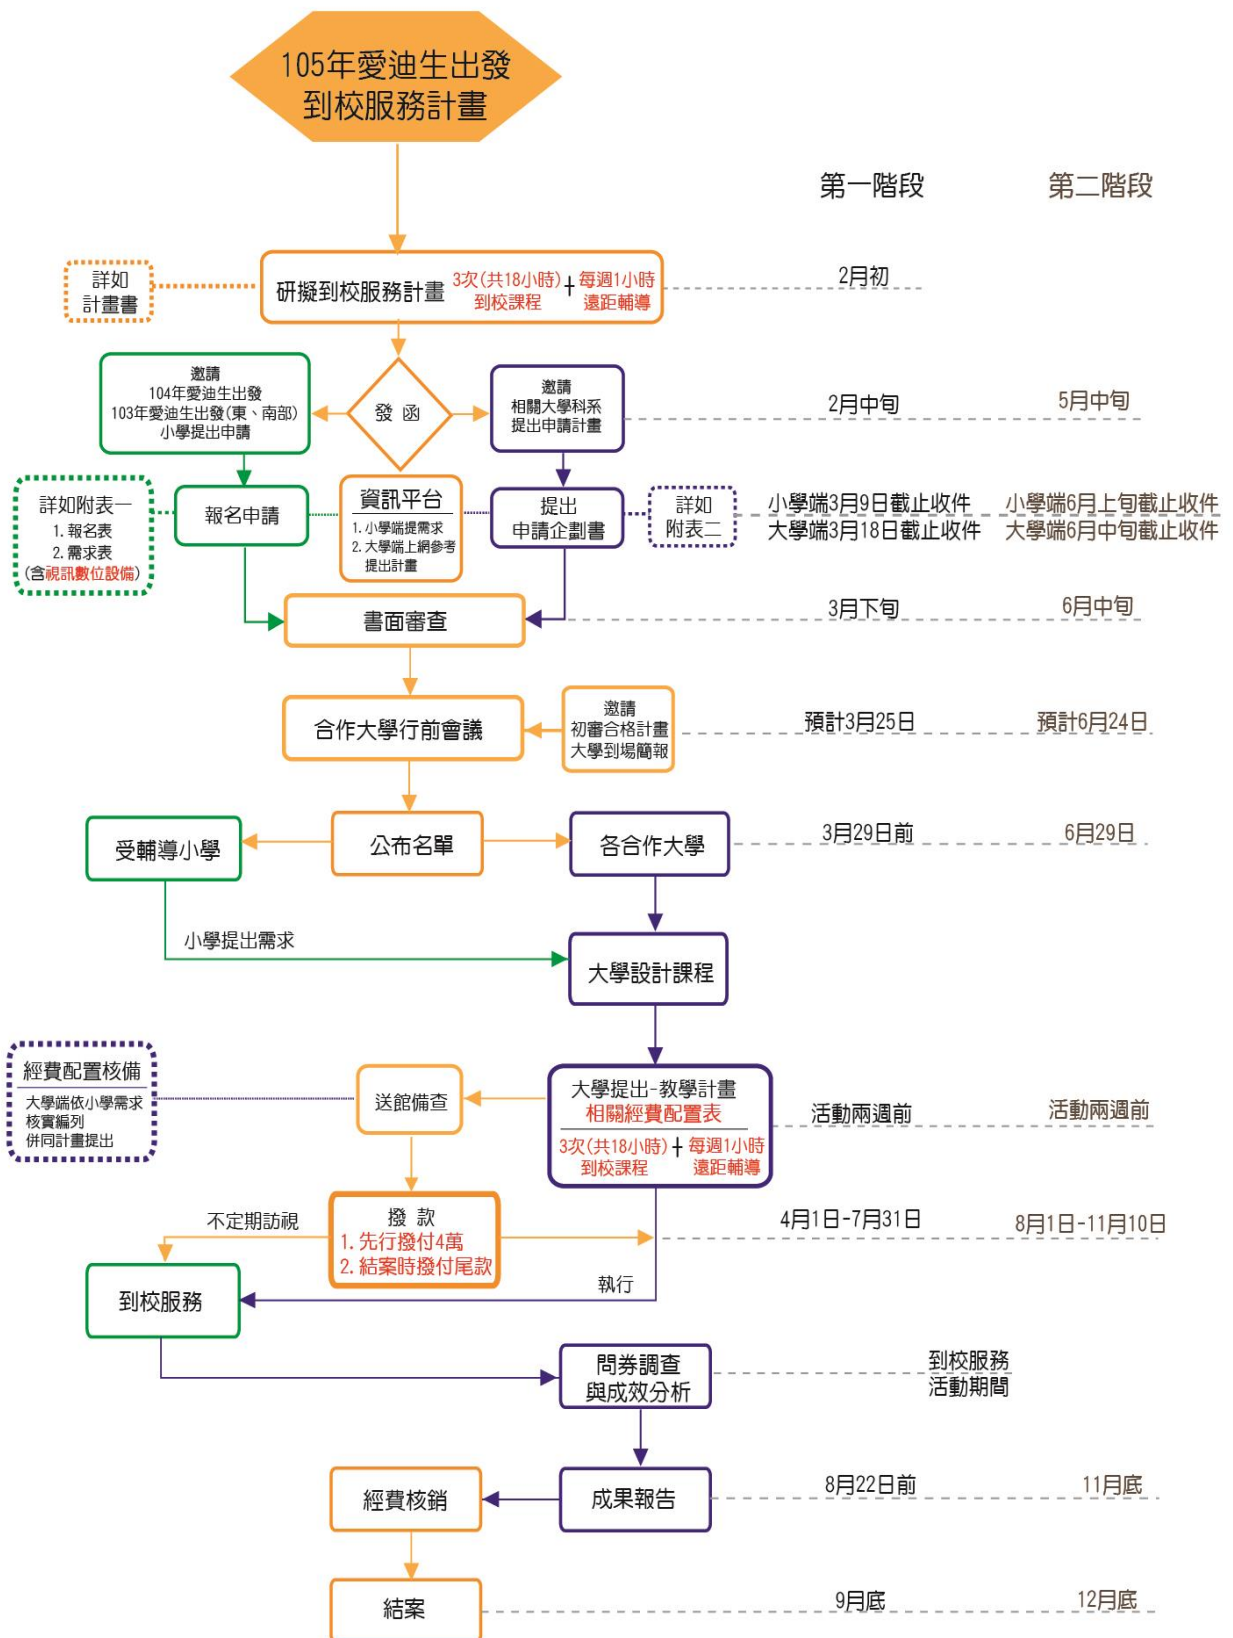 105年愛迪生出發
到校服務計畫
第一階段
第二階段
詳如
計畫書
研擬到校服務計畫
3次(共18小時)
到校課程
+
每週1小時
遠距輔導
2月初
邀請
104年愛迪生出發
103年愛迪生出發(東、南部)
小學提出申請
發 函
邀請
相關大學科系
提出申請計畫
2月中旬
5月中旬
詳如附表一
1. 報名表
2. 需求表
(含視訊數位設備)
報名申請
資訊平台
1. 小學端提需求
2. 大學端上網參考
提出計畫
提出
申請企劃書
詳如
附表二
小學端3月9日截止收件
大學端3月18日截止收件
小學端6月上旬截止收件
大學端6月中旬截止收件
書面審查
3月下旬
6月中旬
合作大學行前會議
邀請
初審合格計畫
大學到場簡報
預計3月25日
預計6月24日
受輔導小學
公布名單
各合作大學
3月29日前
6月29日
小學提出需求
大學設計課程
經費配置核備
大學端依小學需求
核實編列
併同計畫提出
送館備查
大學提出-教學計畫
相關經費配置表
3次(共18小時)
到校課程
+
每週1小時
遠距輔導
活動兩週前
活動兩週前
不定期訪視
撥 款
1. 先行撥付4萬
2. 結案時撥付尾款
4月1日-7月31日
8月1日-11月10日
到校服務
執行
問券調查
與成效分析
到校服務
活動期間
經費核銷
成果報告
8月22日前
11月底
結案
9月底
12月底